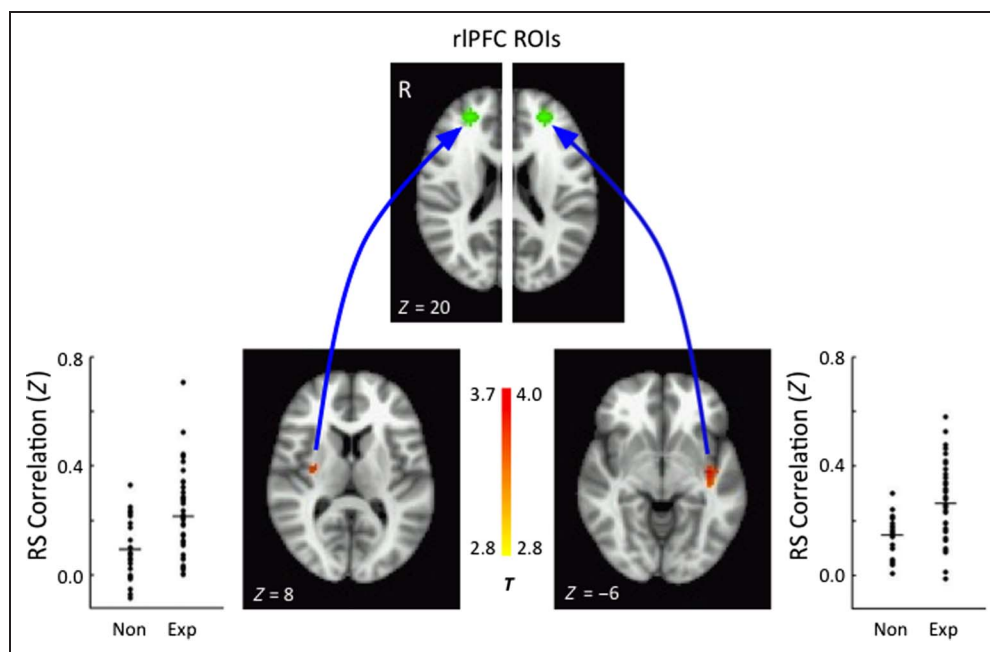 rlPFC ROIs
R
Z = 20
0.8
0.4
0.0
RS Correlation (Z)
Non Exp
Z = 8
3.7 4.0
2.8 2.8
T
Z = −6
0.8
0.4
0.0
RS Correlation (Z)
Non Exp